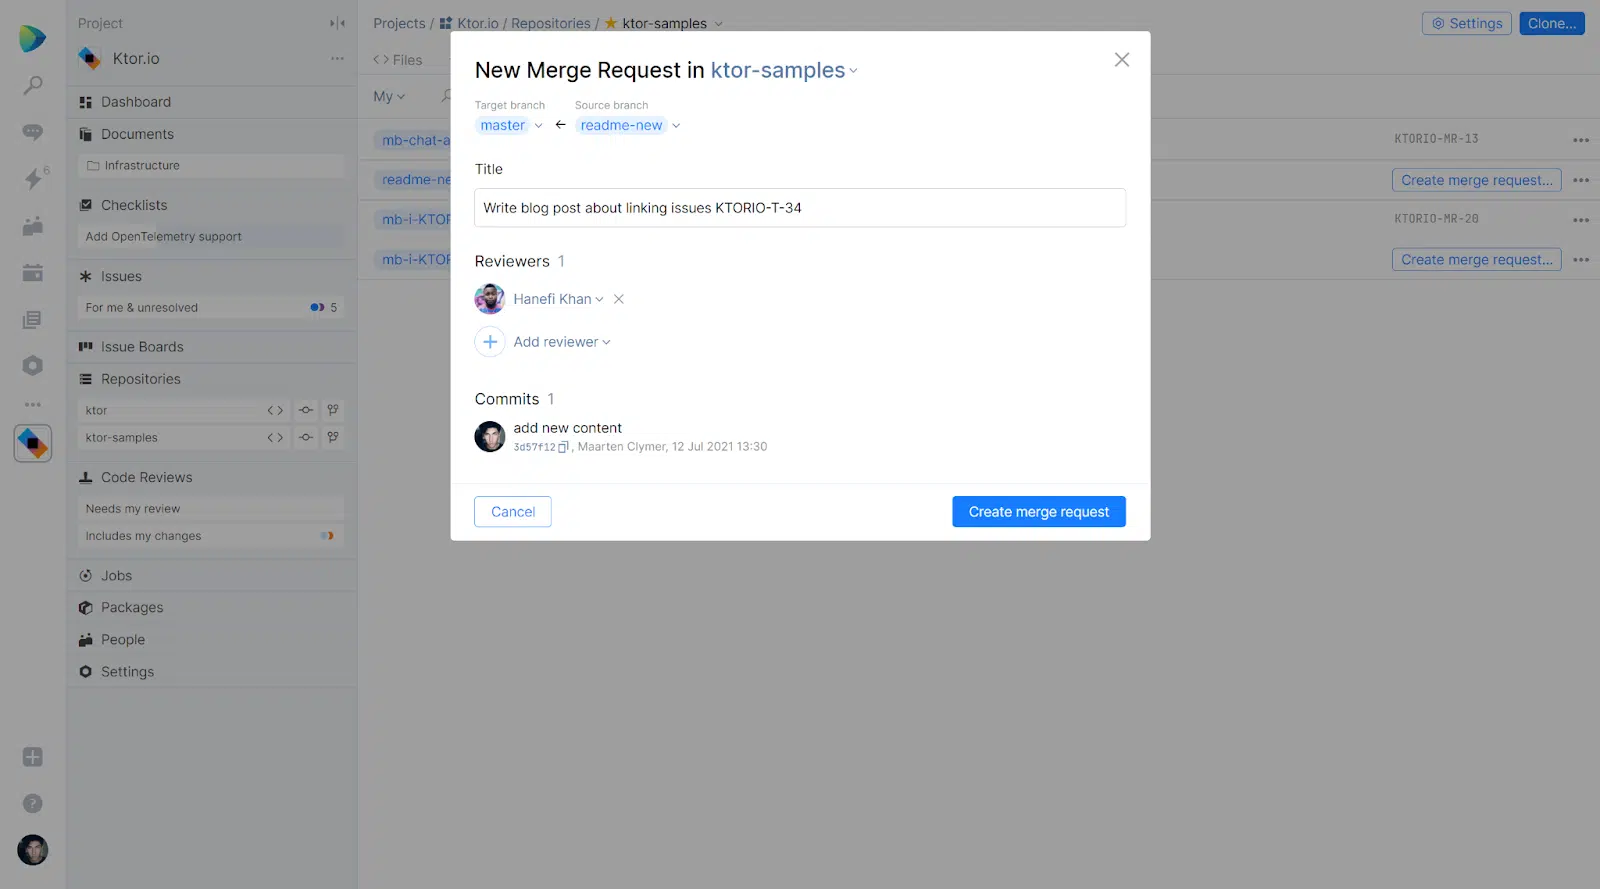 Project
Ktor.io
Dashboard
Documents
Infrastructure
Checklists
Add OpenTelemetry support
Issues
For me & unresolved 5
Issue Boards
Repositories
ktor
ktor-samples
Code Reviews
Needs my review
Includes my changes
Jobs
Packages
People
Settings
6
Projects / Ktor.io / Repositories / ktor-samples
Settings
Clone...
Files
My
mb-chat-a
readme-ne
mb-i-KTOR
mb-i-KTOR
New Merge Request in ktor-samples
Target branch
Source branch
master ← readme-new
Title
Write blog post about linking issues KTORIO-T-34
Reviewers 1
Hanefi Khan
Add reviewer
Commits 1
add new content
3d57f12, Maarten Clymer, 12 Jul 2021 13:30
Cancel
Create merge request
KTORIO-MR-13
Create merge request...
KTORIO-MR-20
Create merge request...